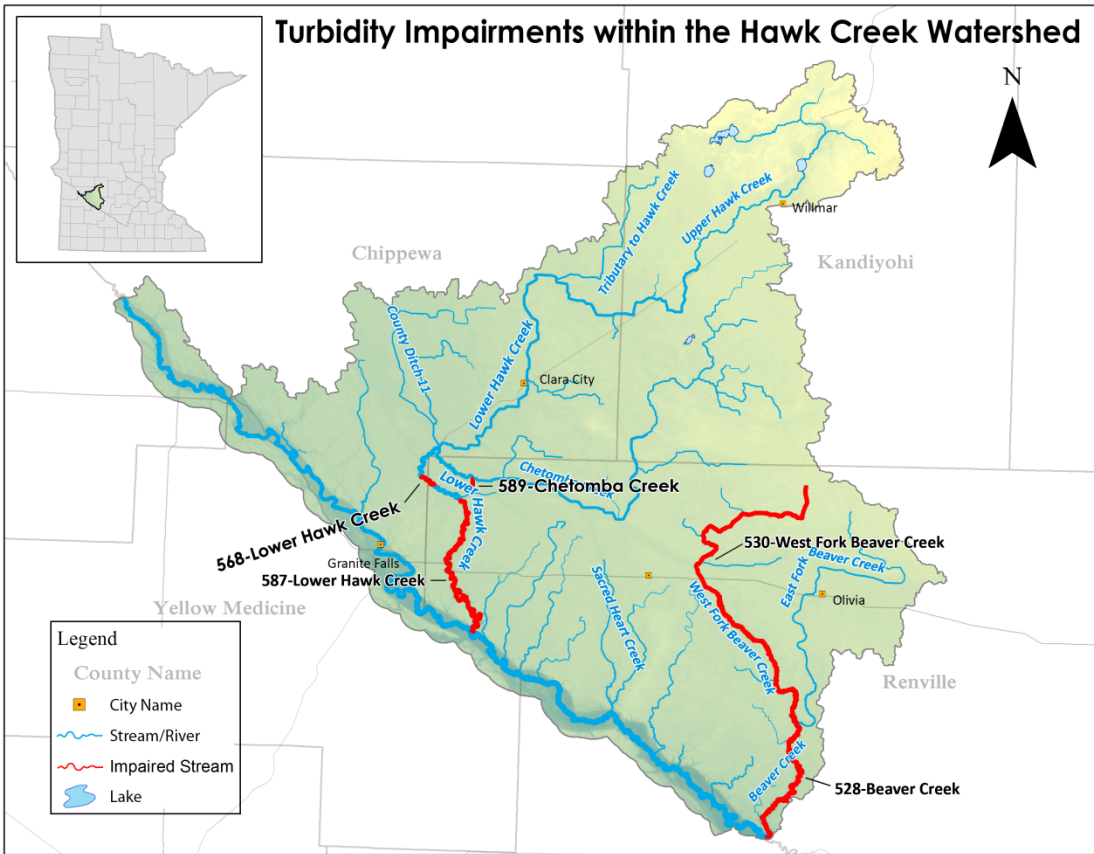 Turbidity Impairments within the Hawk Creek Watershed
N
Tributary to Hawk Creek
Upper Hawk Creek
Willmar
Chippewa
Kandiyohi
County Ditch 11
Lower Hawk Creek
Clara City
Chetomba Creek
Lower Hawk Creek
589-Chetomba Creek
568-Lower Hawk Creek
530-West Fork Beaver Creek
East Fork Beaver Creek
Granite Falls
587-Lower Hawk Creek
Sacred Heart Creek
West Fork Beaver Creek
Olivia
Yellow Medicine
Renville
Beaver Creek
528-Beaver Creek
Legend
County Name
City Name
Stream/River
Impaired Stream
Lake